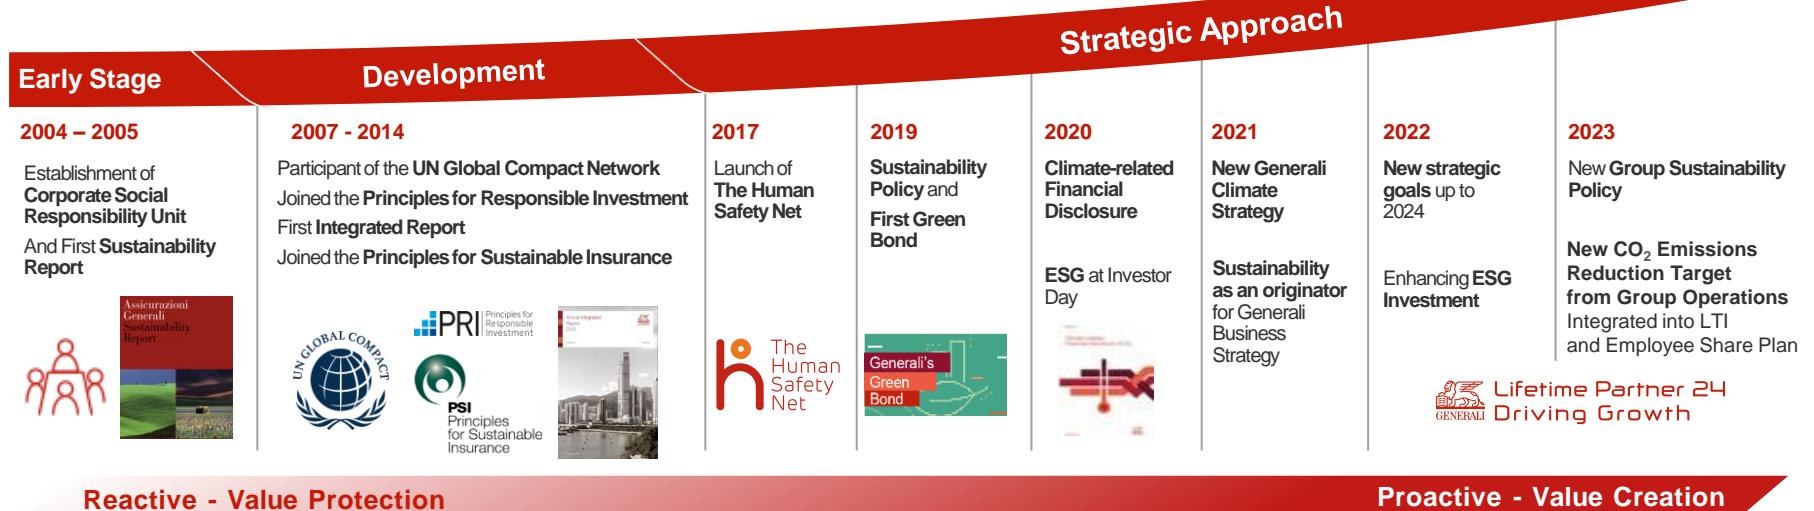 Early Stage
Development
Strategic Approach
2004 – 2005
Establishment of
Corporate Social
Responsibility Unit
And First Sustainability
Report
Assicurazioni
Generali
Sustainability
Report
2007 - 2014
Participant of the UN Global Compact Network
Joined the Principles for Responsible Investment
First Integrated Report
Joined the Principles for Sustainable Insurance
UN GLOBAL COMPACT
PRI
Principles for
Responsible
Investment
PSI
Principles
for Sustainable
Insurance
Annual Integrated
Report
2017
Launch of
The Human
Safety Net
The
Human
Safety
Net
2019
Sustainability
Policy and
First Green
Bond
Generali's
Green
Bond
2020
Climate-related
Financial
Disclosure
ESG at Investor
Day
2021
New Generali
Climate
Strategy
Sustainability
as an originator
for Generali
Business
Strategy
2022
New strategic
goals up to
2024
Enhancing ESG
Investment
2023
New Group Sustainability
Policy
New CO₂ Emissions
Reduction Target
from Group Operations
Integrated into LTI
and Employee Share Plan
GENERALI
Lifetime Partner 24
Driving Growth
Reactive - Value Protection
Proactive - Value Creation